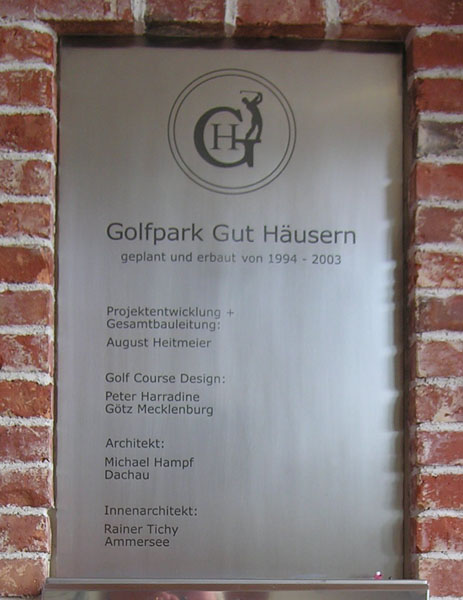 GH
Golfpark Gut Häusern
geplant und erbaut von 1994 - 2003
Projektentwicklung +
Gesamtbauleitung:
August Heitmeier
Golf Course Design:
Peter Harradine
Götz Mecklenburg
Architekt:
Michael Hampf
Dachau
Innenarchitekt:
Rainer Tichy
Ammersee